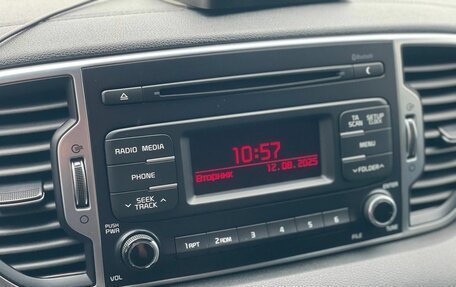 Bluetooth
RADIO MEDIA
PHONE
SEEK
TRACK
10:57
Вторник
12.08.2025
TA
SCAN
SETUP
CLOCK
MENU
FOLDER
ENTER
PUSH
PWR
VOL
1 RPT
2 RDM
3
4
5
6
FILE
TUNE